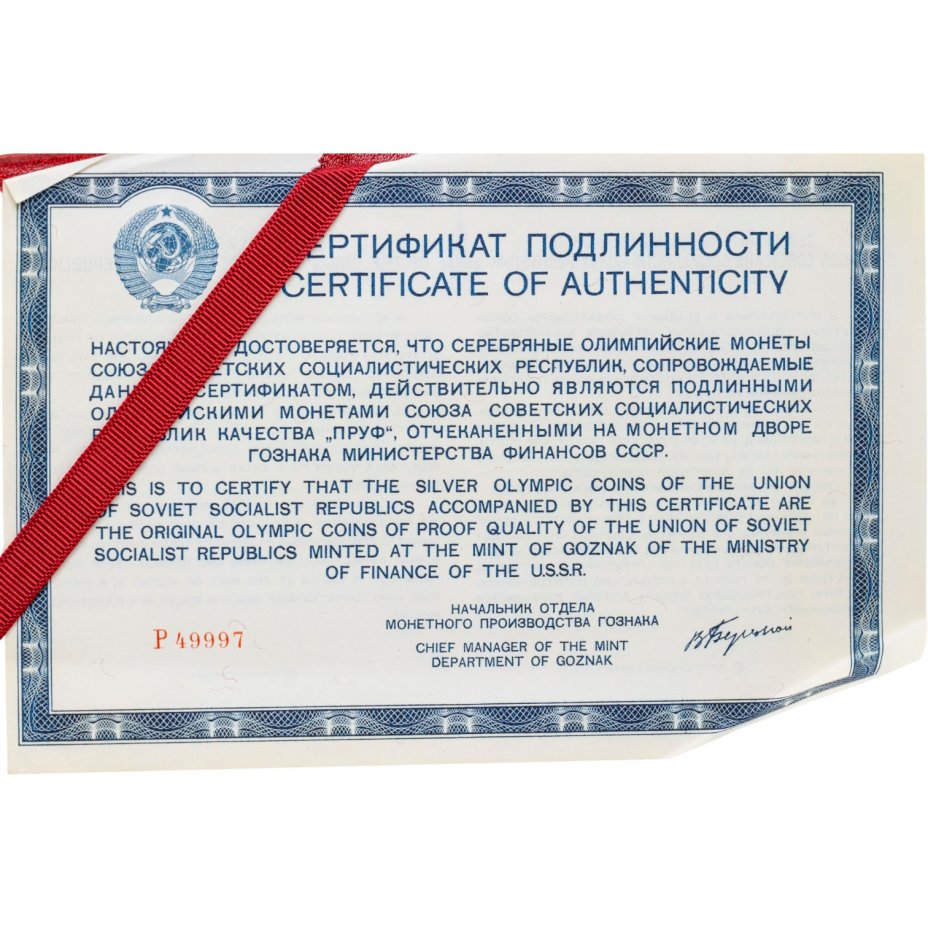 ЕРТИФИКАТ ПОДЛИННОСТИ
CERTIFICATE OF AUTHENTICITY
НАСТОЯ ДОСТОВЕРЯЕТСЯ, ЧТО СЕРЕБРЯНЫЕ ОЛИМПИЙСКИЕ МОНЕТЫ
СОЮЗ ЕТСКИХ СОЦИАЛИСТИЧЕСКИХ РЕСПУБЛИК, СОПРОВОЖДАЕМЫЕ
ДАН СЕРТИФИКАТОМ, ДЕЙСТВИТЕЛЬНО ЯВЛЯЮТСЯ ПОДЛИННЫМИ
ОЛ ЙСКИМИ МОНЕТАМИ СОЮЗА СОВЕТСКИХ СОЦИАЛИСТИЧЕСКИХ
ЛИК КАЧЕСТВА „ПРУФ“, ОТЧЕКАНЕННЫМИ НА МОНЕТНОМ ДВОРЕ
ГОЗНАКА МИНИСТЕРСТВА ФИНАНСОВ СССР.
IS IS TO CERTIFY THAT THE SILVER OLYMPIC COINS OF THE UNION
OF SOVIET SOCIALIST REPUBLICS ACCOMPANIED BY THIS CERTIFICATE ARE
THE ORIGINAL OLYMPIC COINS OF PROOF QUALITY OF THE UNION OF SOVIET
SOCIALIST REPUBLICS MINTED AT THE MINT OF GOZNAK OF THE MINISTRY
OF FINANCE OF THE U.S.S.R.
НАЧАЛЬНИК ОТДЕЛА
МОНЕТНОГО ПРОИЗВОДСТВА ГОЗНАКА
CHIEF MANAGER OF THE MINT
DEPARTMENT OF GOZNAK
Р 49997